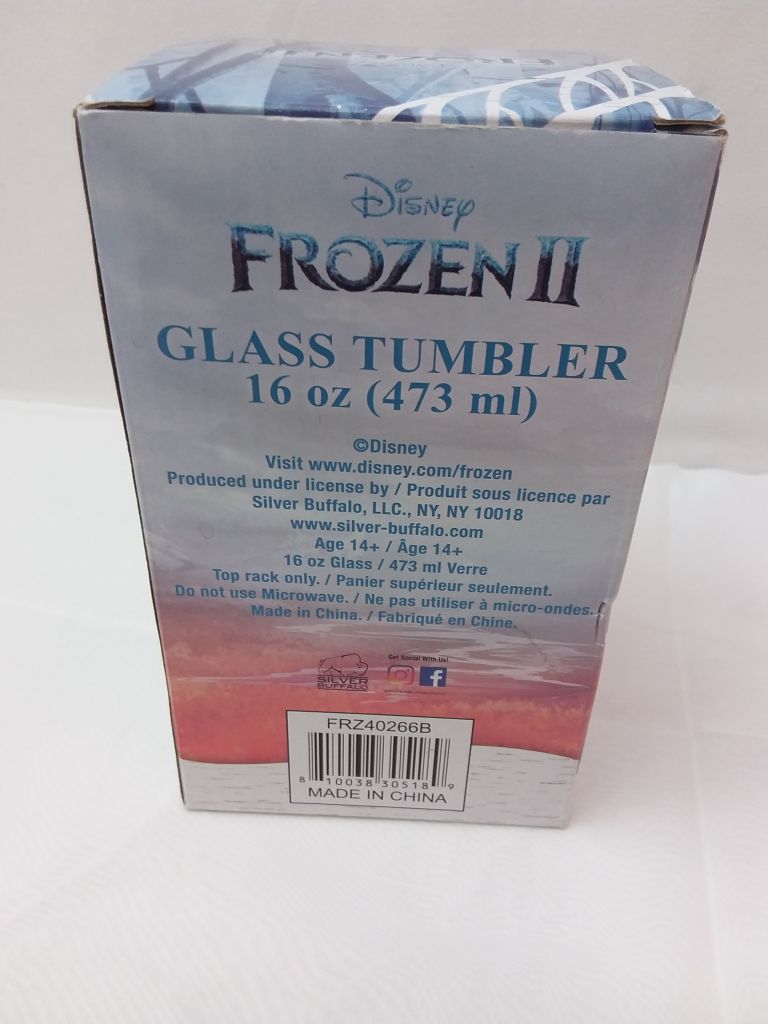 Disney
FROZEN II
GLASS TUMBLER
16 oz (473 ml)
©Disney
Visit www.disney.com/frozen
Produced under license by / Produit sous licence par
Silver Buffalo, LLC., NY, NY 10018
www.silver-buffalo.com
Age 14+ / Âge 14+
16 oz Glass / 473 ml Verre
Top rack only. / Panier supérieur seulement.
Do not use Microwave. / Ne pas utiliser à micro-ondes.
Made in China. / Fabriqué en Chine.
Get Social With Us!
SILVER
BUFFALO
FRZ40266B
8 10038 30518 9
MADE IN CHINA